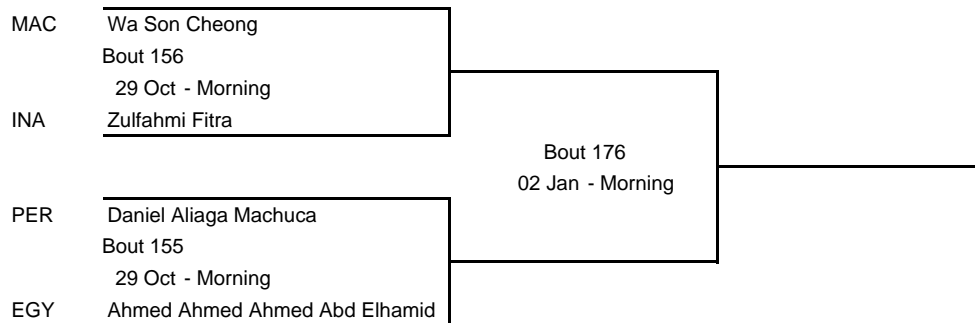 MAC Wa Son Cheong
Bout 156
29 Oct - Morning
INA Zulfahmi Fitra
Bout 176
02 Jan - Morning
PER Daniel Aliaga Machuca
Bout 155
29 Oct - Morning
EGY Ahmed Ahmed Ahmed Abd Elhamid